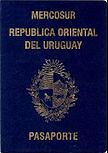 MERCOSUR
REPUBLICA ORIENTAL
DEL URUGUAY
PASAPORTE